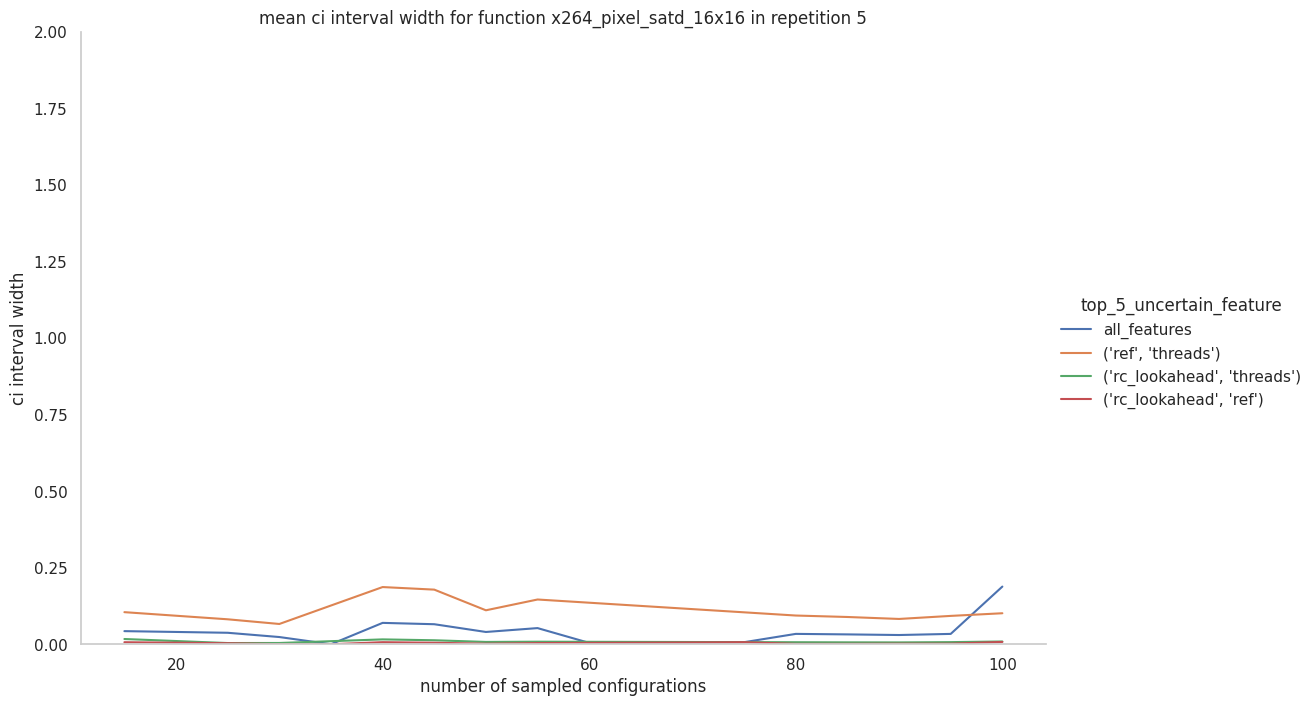 mean ci interval width for function x264_pixel_satd_16x16 in repetition 5
2.00
1.75
1.50
1.25
1.00
0.75
0.50
0.25
0.00
ci interval width
20
40
60
80
100
number of sampled configurations
top_5_uncertain_feature
all_features
('ref', 'threads')
('rc_lookahead', 'threads')
('rc_lookahead', 'ref')